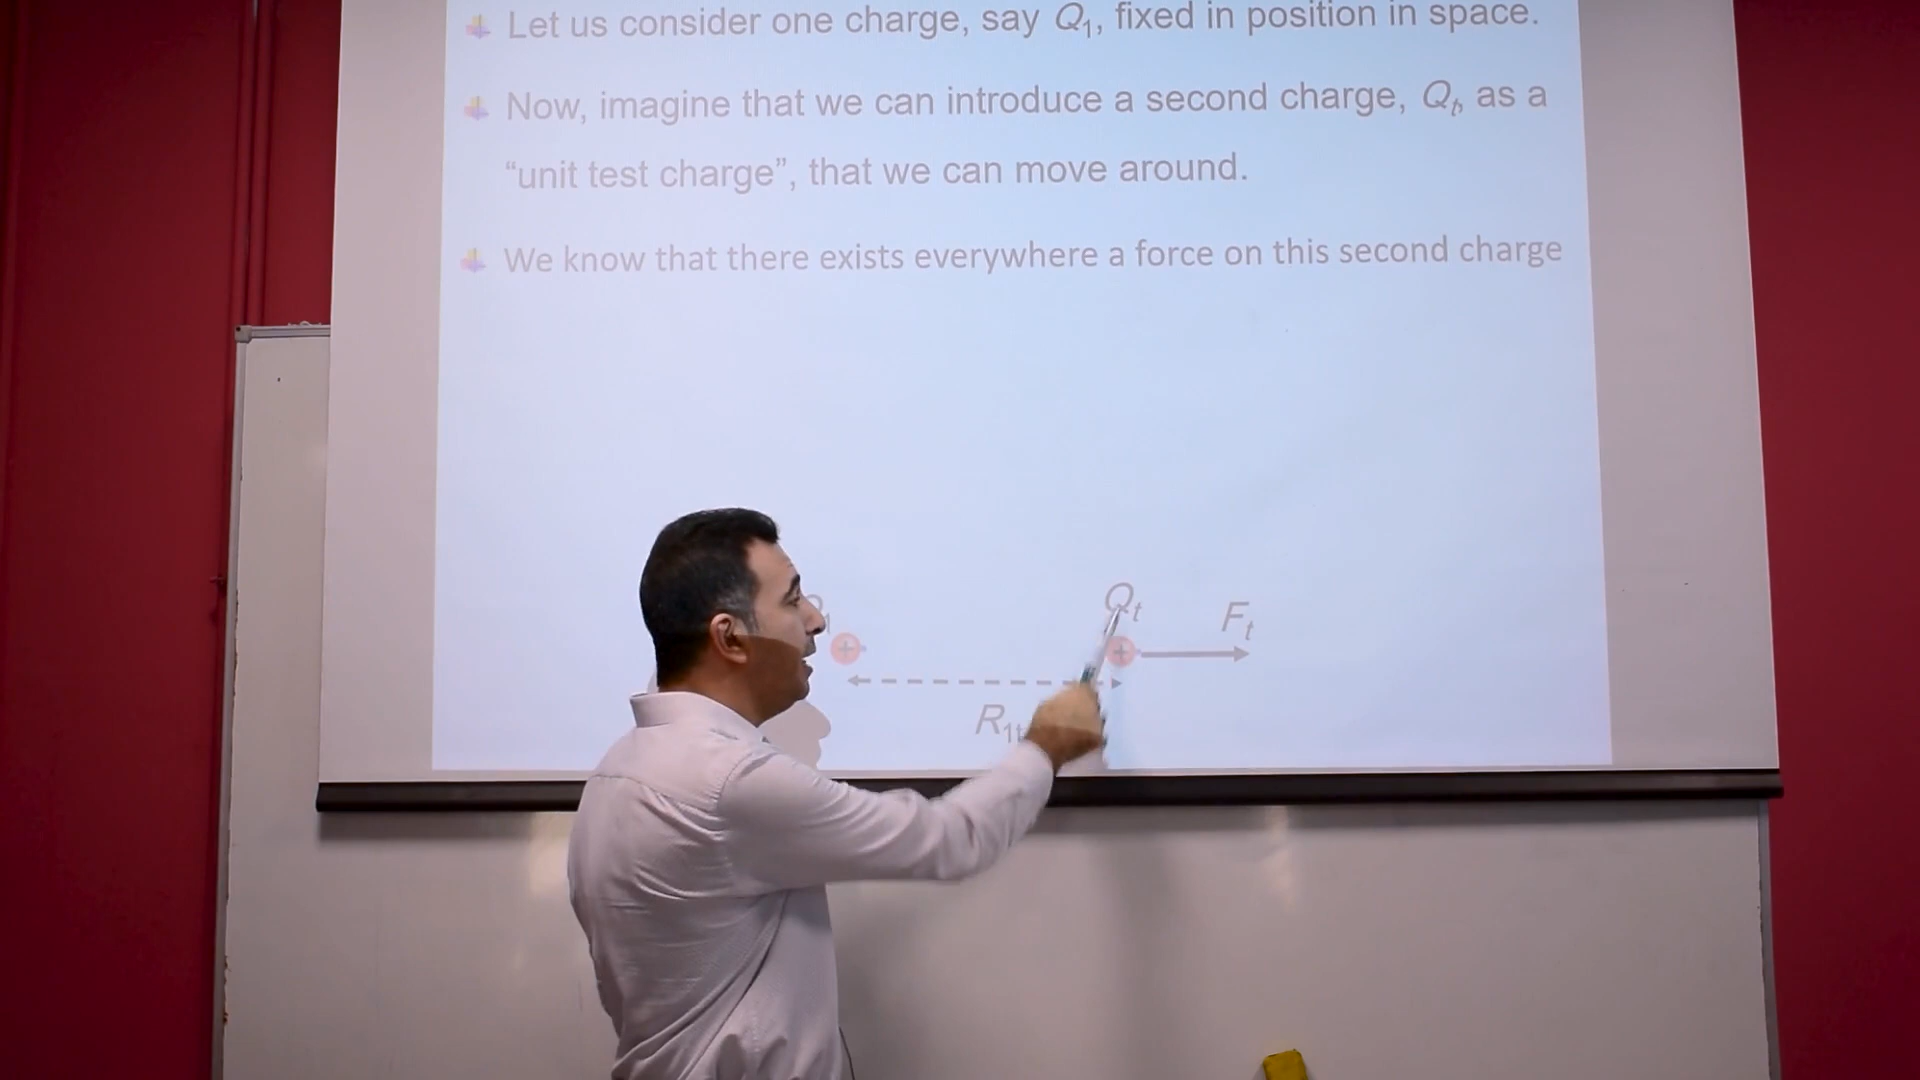 Let us consider one charge, say Q₁, fixed in position in space.
Now, imagine that we can introduce a second charge, Qₜ, as a
“unit test charge”, that we can move around.
We know that there exists everywhere a force on this second charge
Qₜ
Fₜ
+
+
R₁ₜ